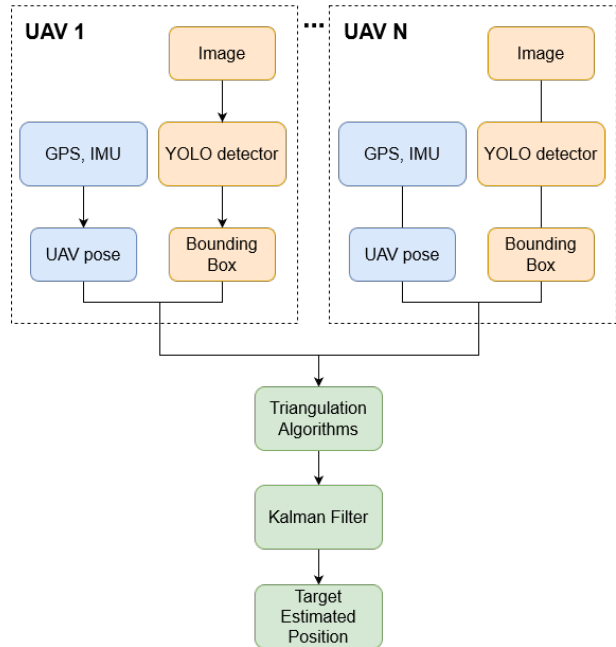 UAV 1
Image
GPS, IMU
YOLO detector
UAV pose
Bounding
Box
...
UAV N
Image
GPS, IMU
YOLO detector
UAV pose
Bounding
Box
Triangulation
Algorithms
Kalman Filter
Target
Estimated
Position